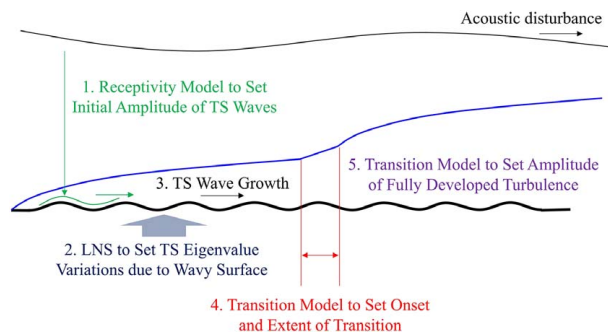 Acoustic disturbance
1. Receptivity Model to Set
Initial Amplitude of TS Waves
3. TS Wave Growth
5. Transition Model to Set Amplitude
of Fully Developed Turbulence
2. LNS to Set TS Eigenvalue
Variations due to Wavy Surface
4. Transition Model to Set Onset
and Extent of Transition